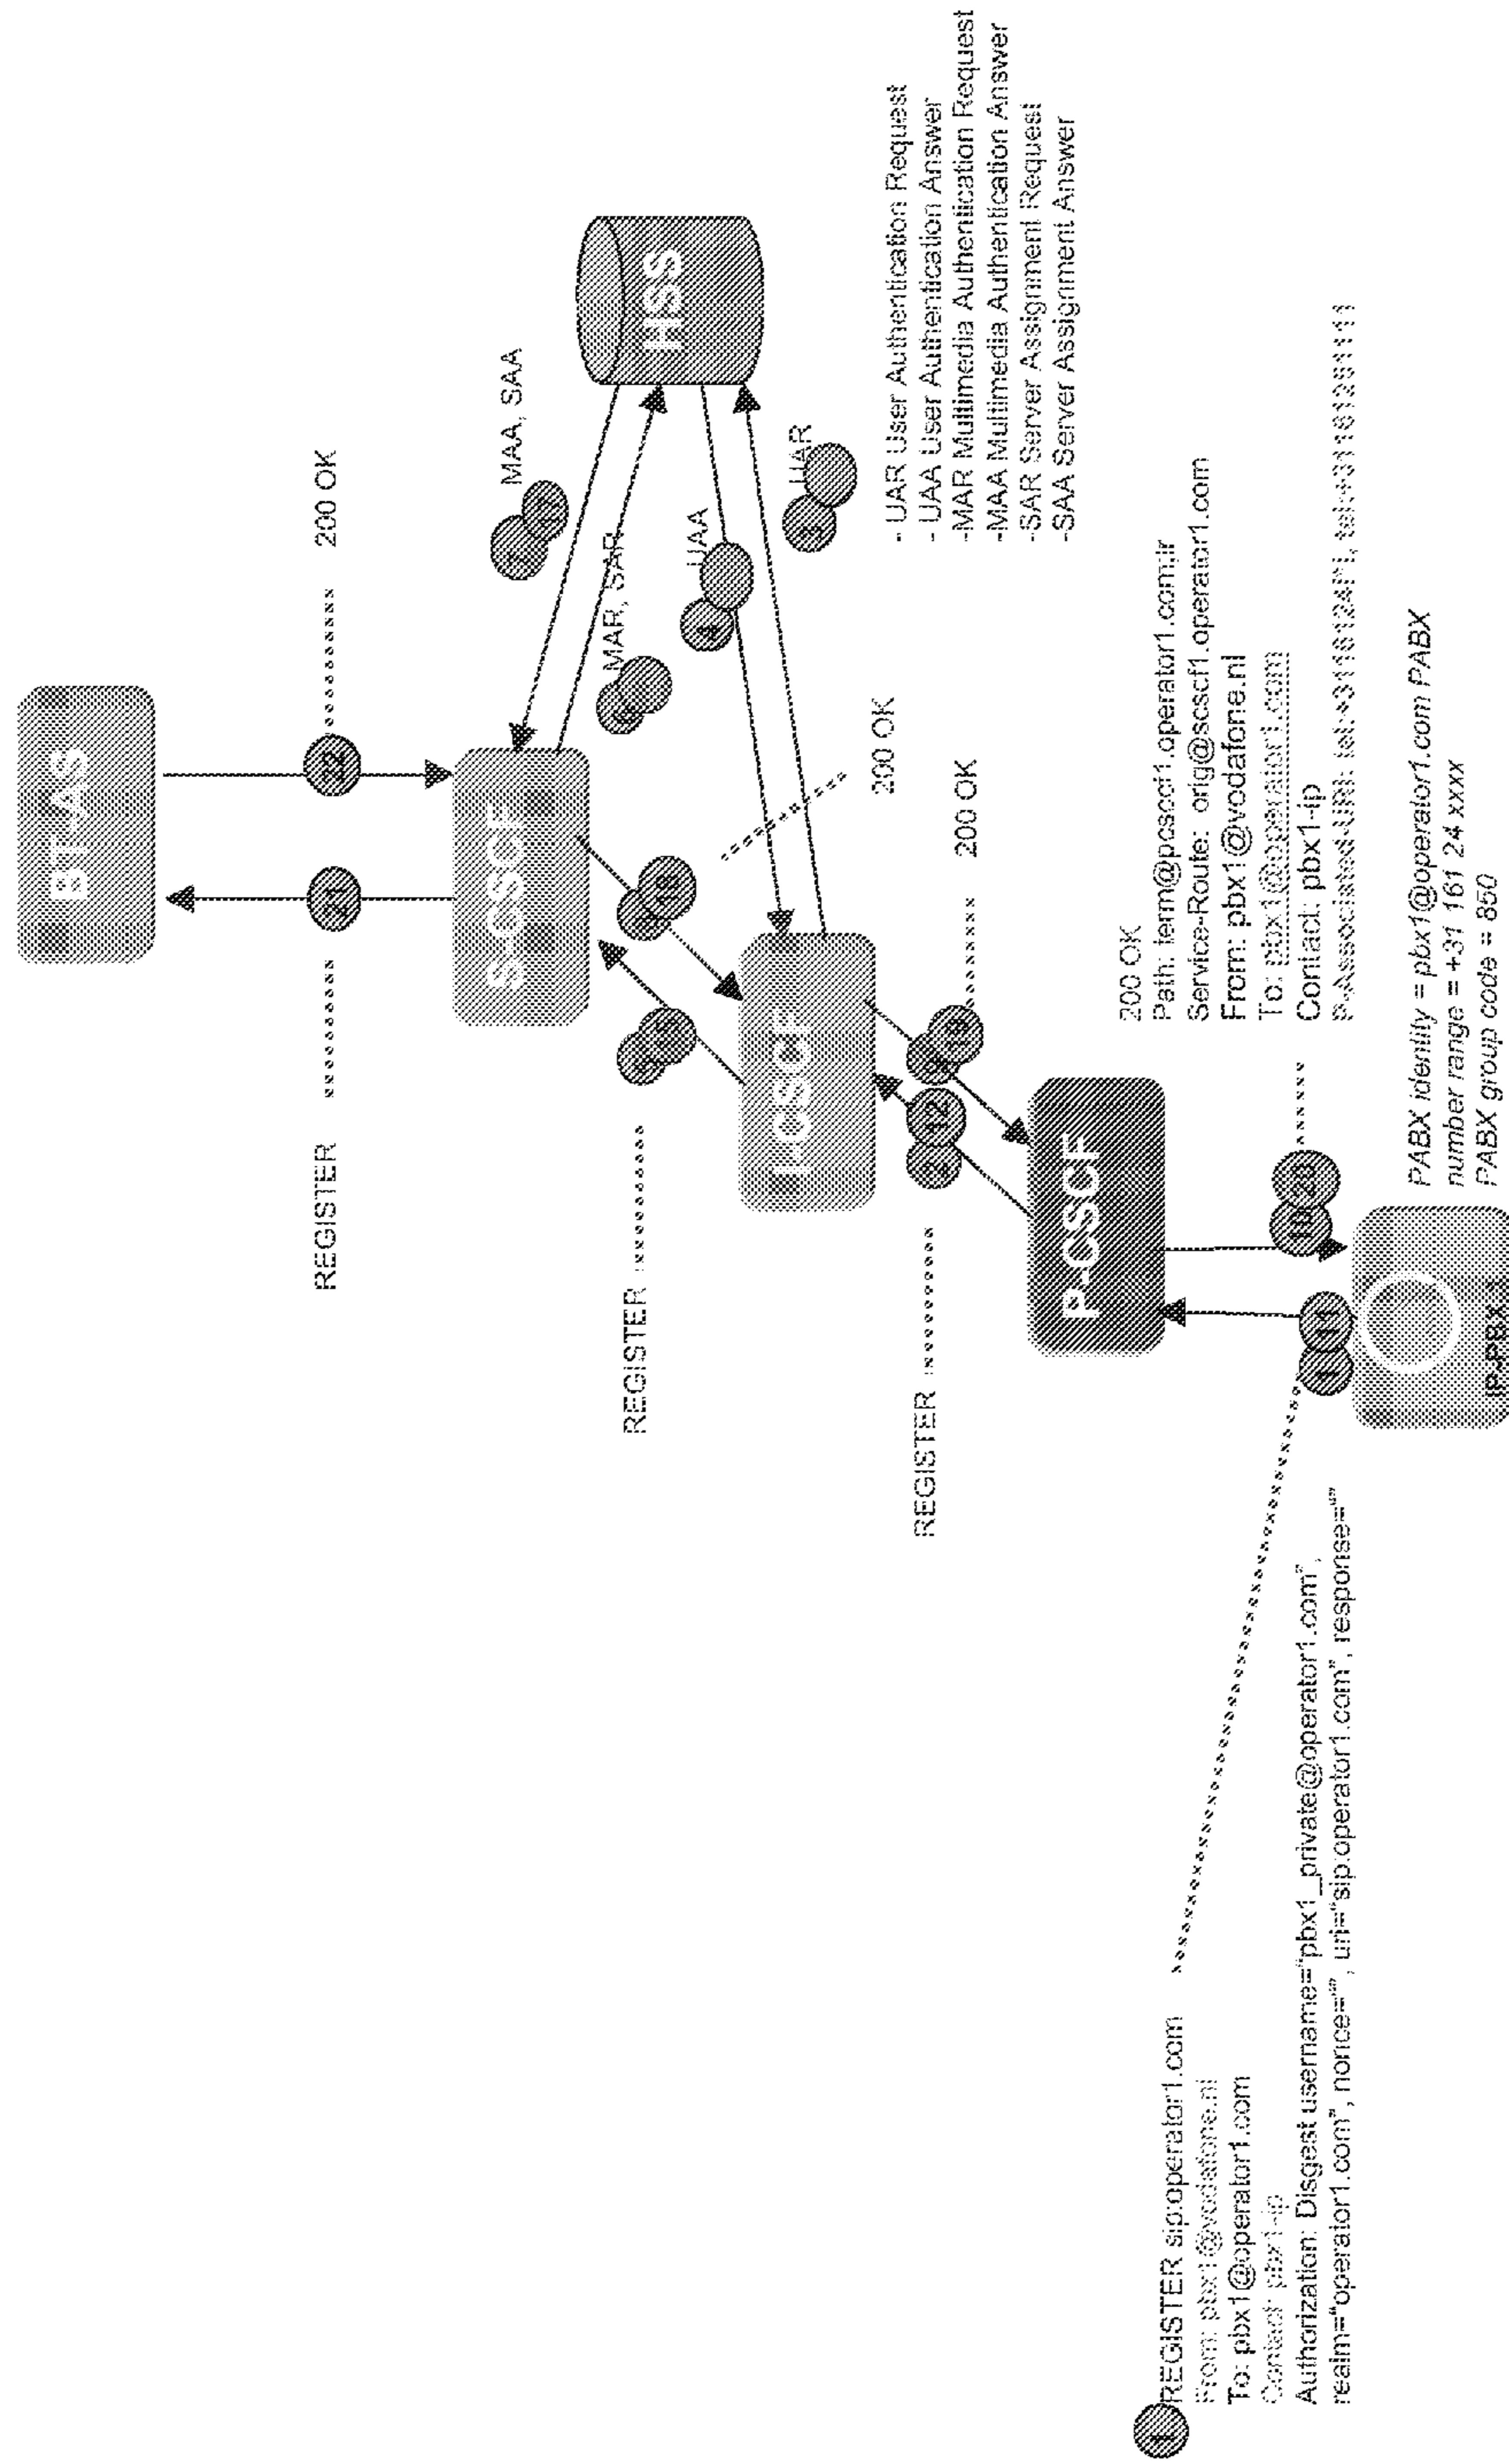 BT-AS
21
22
REGISTER
200 OK
S-CSCF
MAA, SAA
17
HSS
MAR, SAR
UAA
4
UAR
3
- UAR User Authentication Request
- UAA User Authentication Answer
-MAR Multimedia Authentication Request
-MAA Multimedia Authentication Answer
-SAR Server Assignment Request
-SAA Server Assignment Answer
REGISTER
5
15
18
200 OK
I-CSCF
REGISTER
2
12
9
19
200 OK
P-CSCF
1
11
10
20
200 OK
Path: term@pcscf1.operator1.com;lr
Service-Route: orig@scscf1.operator1.com
From: pbx1@vodafone.nl
To: pbx1@operator1.com
Contact: pbx1-ip
IP-PBX-1
PABX identity = pbx1@operator1.com PABX
number range = +31 161 24 xxxx
PABX group code = 850
1
REGISTER sip:operator1.com
From: pbx1@vodafone.nl
To: pbx1@operator1.com
Contact: pbx1-ip
Authorization: Disgest username="pbx1_private@operator1.com",
realm="operator1.com", nonce="", uri="sip:operator1.com", response=""